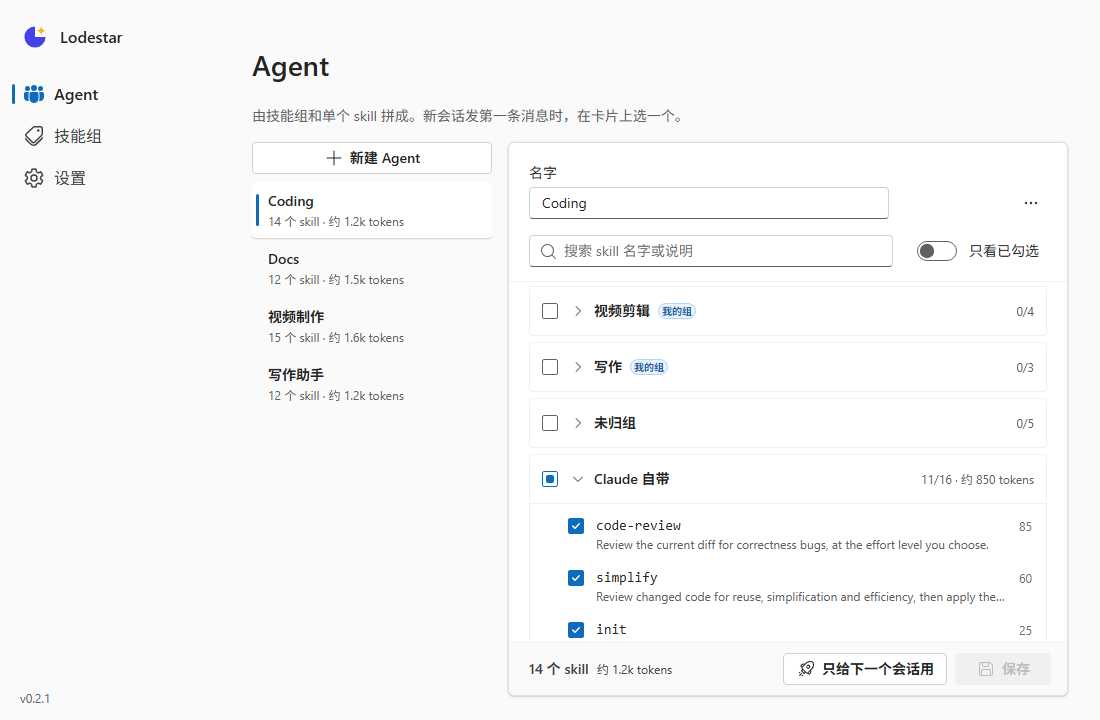 Lodestar
Agent
技能组
设置
v0.2.1
Agent
由技能组和单个 skill 拼成。新会话发第一条消息时，在卡片上选一个。
新建 Agent
Coding
14 个 skill · 约 1.2k tokens
Docs
12 个 skill · 约 1.5k tokens
视频制作
15 个 skill · 约 1.6k tokens
写作助手
12 个 skill · 约 1.2k tokens
名字
Coding
搜索 skill 名字或说明
只看已勾选
视频剪辑 我的组 0/4
写作 我的组 0/3
未归组 0/5
Claude 自带 11/16 · 约 850 tokens
code-review 85
Review the current diff for correctness bugs, at the effort level you choose.
simplify 60
Review changed code for reuse, simplification and efficiency, then apply the...
init 25
14 个 skill 约 1.2k tokens
只给下一个会话用
保存